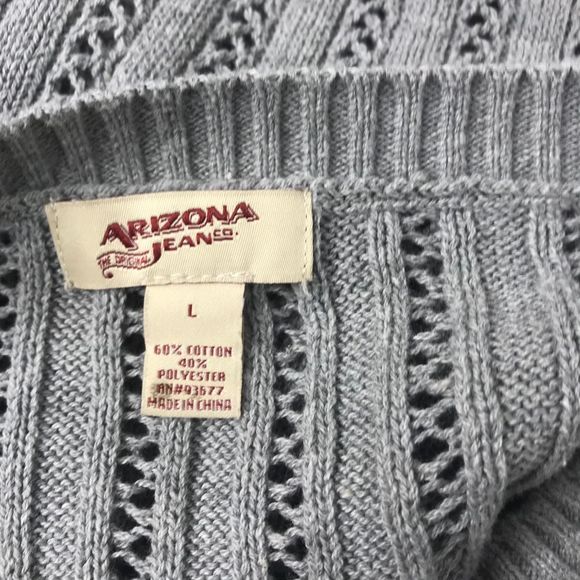 ARIZONA
THE ORIGINAL JEAN CO.
L
60% COTTON
40%
POLYESTER
RN#93677
MADE IN CHINA